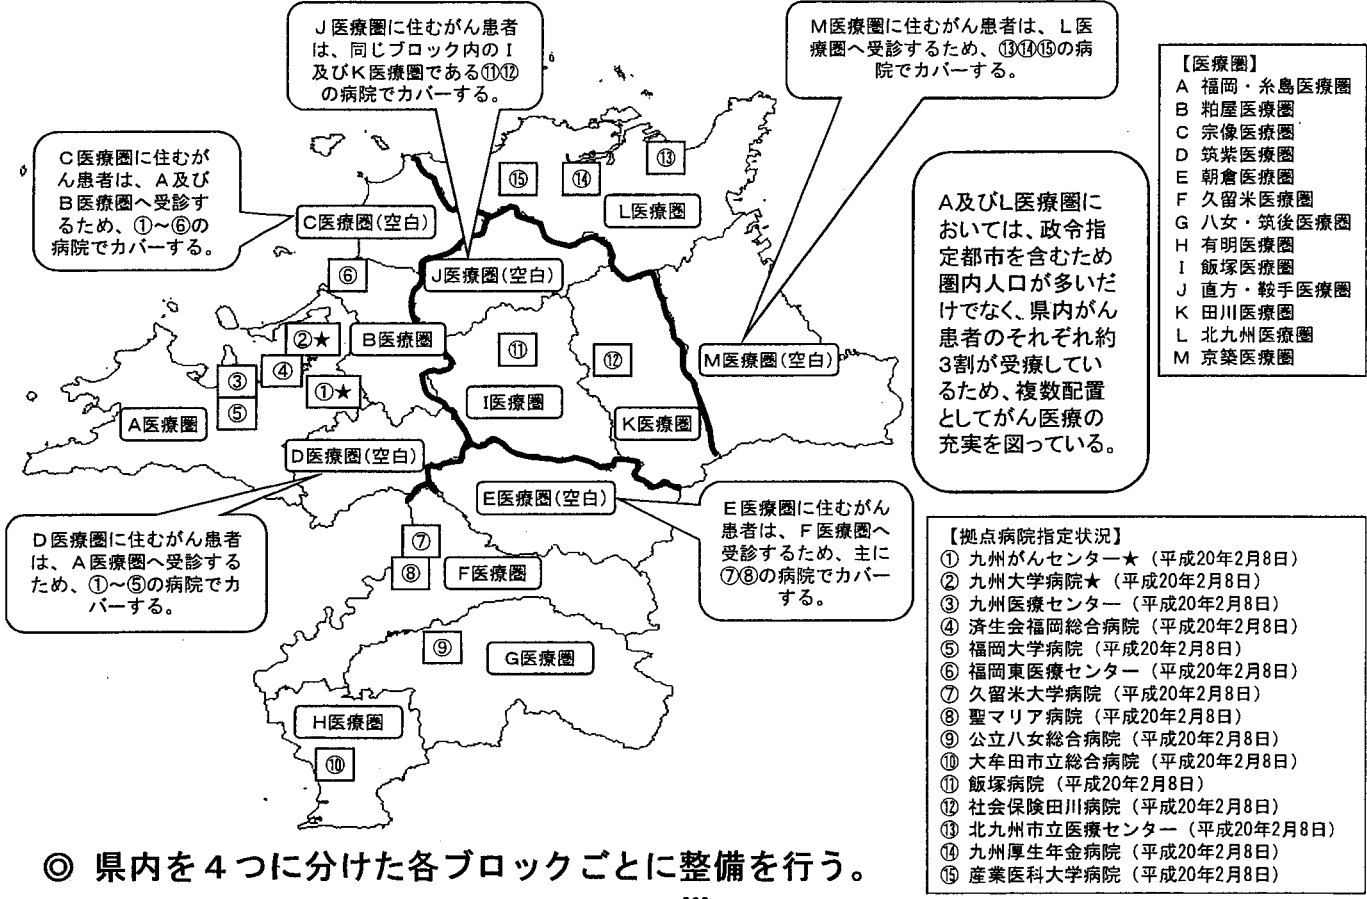 J医療圏に住むがん患者
は、同じブロック内のI
及びK医療圏である⑪⑫
の病院でカバーする。
M医療圏に住むがん患者は、L医
療圏へ受診するため、⑬⑭⑮の病
院でカバーする。
【医療圏】
A 福岡・糸島医療圏
B 粕屋医療圏
C 宗像医療圏
D 筑紫医療圏
E 朝倉医療圏
F 久留米医療圏
G 八女・筑後医療圏
H 有明医療圏
I 飯塚医療圏
J 直方・鞍手医療圏
K 田川医療圏
L 北九州医療圏
M 京築医療圏
C医療圏に住むが
ん患者は、A及び
B医療圏へ受診す
るため、①~⑥の
病院でカバーする。
A及びL医療圏に
おいては、政令指
定都市を含むため
圏内人口が多いだ
けでなく、県内がん
患者のそれぞれ約
3割が受療してい
るため、複数配置
としてがん医療の
充実を図っている。
⑬
⑮
⑭
L医療圏
C医療圏(空白)
⑥
J医療圏(空白)
②★
B医療圏
⑪
⑫
M医療圏(空白)
④
③
①★
⑤
I医療圏
A医療圏
K医療圏
D医療圏(空白)
E医療圏(空白)
D医療圏に住むがん患者
は、A医療圏へ受診する
ため、①~⑤の病院でカ
バーする。
E医療圏に住むがん
患者は、F医療圏へ
受診するため、主に
⑦⑧の病院でカバー
する。
⑦
⑧
F医療圏
⑨
G医療圏
H医療圏
⑩
【拠点病院指定状況】
① 九州がんセンター★(平成20年2月8日)
② 九州大学病院★(平成20年2月8日)
③ 九州医療センター(平成20年2月8日)
④ 済生会福岡総合病院(平成20年2月8日)
⑤ 福岡大学病院(平成20年2月8日)
⑥ 福岡東医療センター(平成20年2月8日)
⑦ 久留米大学病院(平成20年2月8日)
⑧ 聖マリア病院(平成20年2月8日)
⑨ 公立八女総合病院(平成20年2月8日)
⑩ 大牟田市立総合病院(平成20年2月8日)
⑪ 飯塚病院(平成20年2月8日)
⑫ 社会保険田川病院(平成20年2月8日)
⑬ 北九州市立医療センター(平成20年2月8日)
⑭ 九州厚生年金病院(平成20年2月8日)
⑮ 産業医科大学病院(平成20年2月8日)
◎ 県内を4つに分けた各ブロックごとに整備を行う。